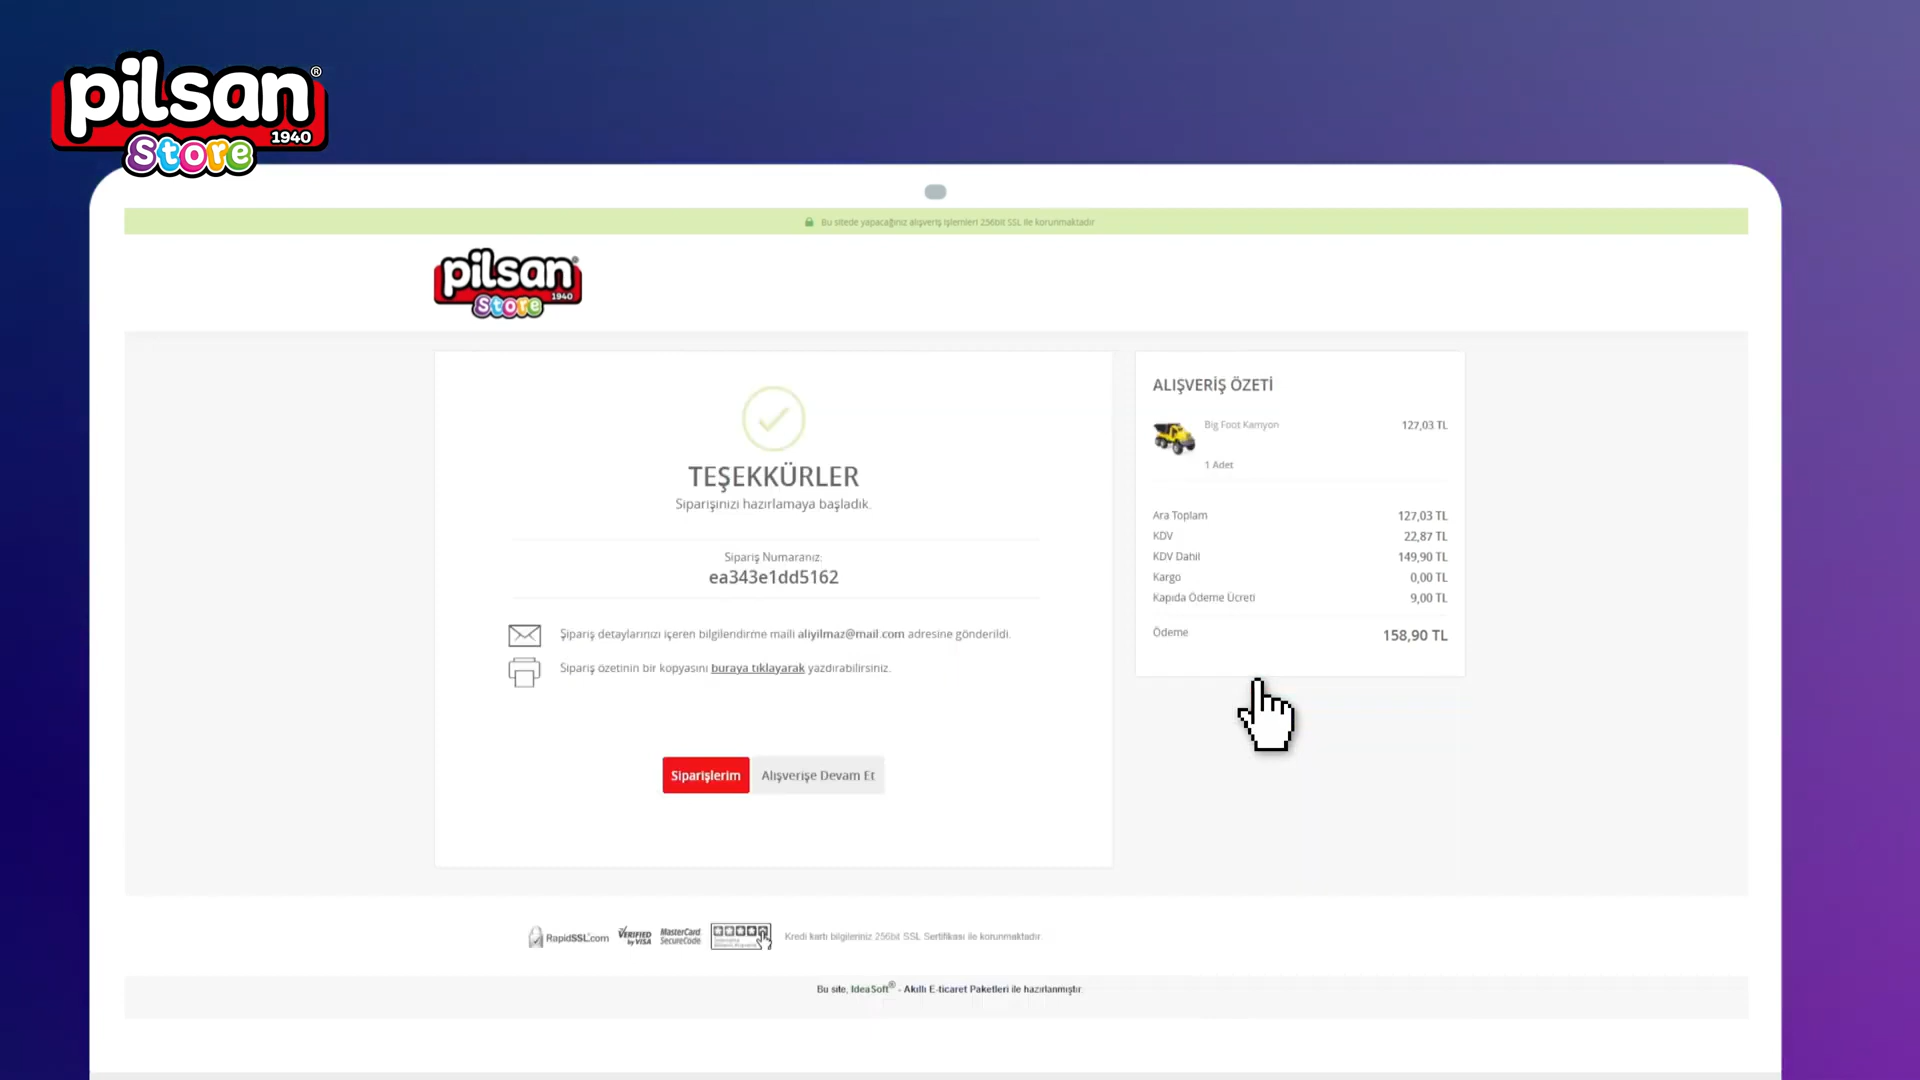 pilsan®
1940
Store
Bu sitede yapacağınız alışveriş işlemleri 256bit SSL ile korunmaktadır
pilsan®
1940
Store
TEŞEKKÜRLER
Siparişinizi hazırlamaya başladık.
Sipariş Numaranız:
ea343e1dd5162
Sipariş detaylarınızı içeren bilgilendirme maili aliyilmaz@mail.com adresine gönderildi.
Sipariş özetinin bir kopyasını buraya tıklayarak yazdırabilirsiniz.
Siparişlerim Alışverişe Devam Et
ALIŞVERİŞ ÖZETİ
Big Foot Kamyon 127,03 TL
1 Adet
Ara Toplam 127,03 TL
KDV 22,87 TL
KDV Dahil 149,90 TL
Kargo 0,00 TL
Kapıda Ödeme Ücreti 9,00 TL
Ödeme 158,90 TL
RapidSSL.com VERIFIED by VISA MasterCard SecureCode Kredi kartı bilgileriniz 256bit SSL Sertifikası ile korunmaktadır.
Bu site, IdeaSoft® - Akıllı E-ticaret Paketleri ile hazırlanmıştır.